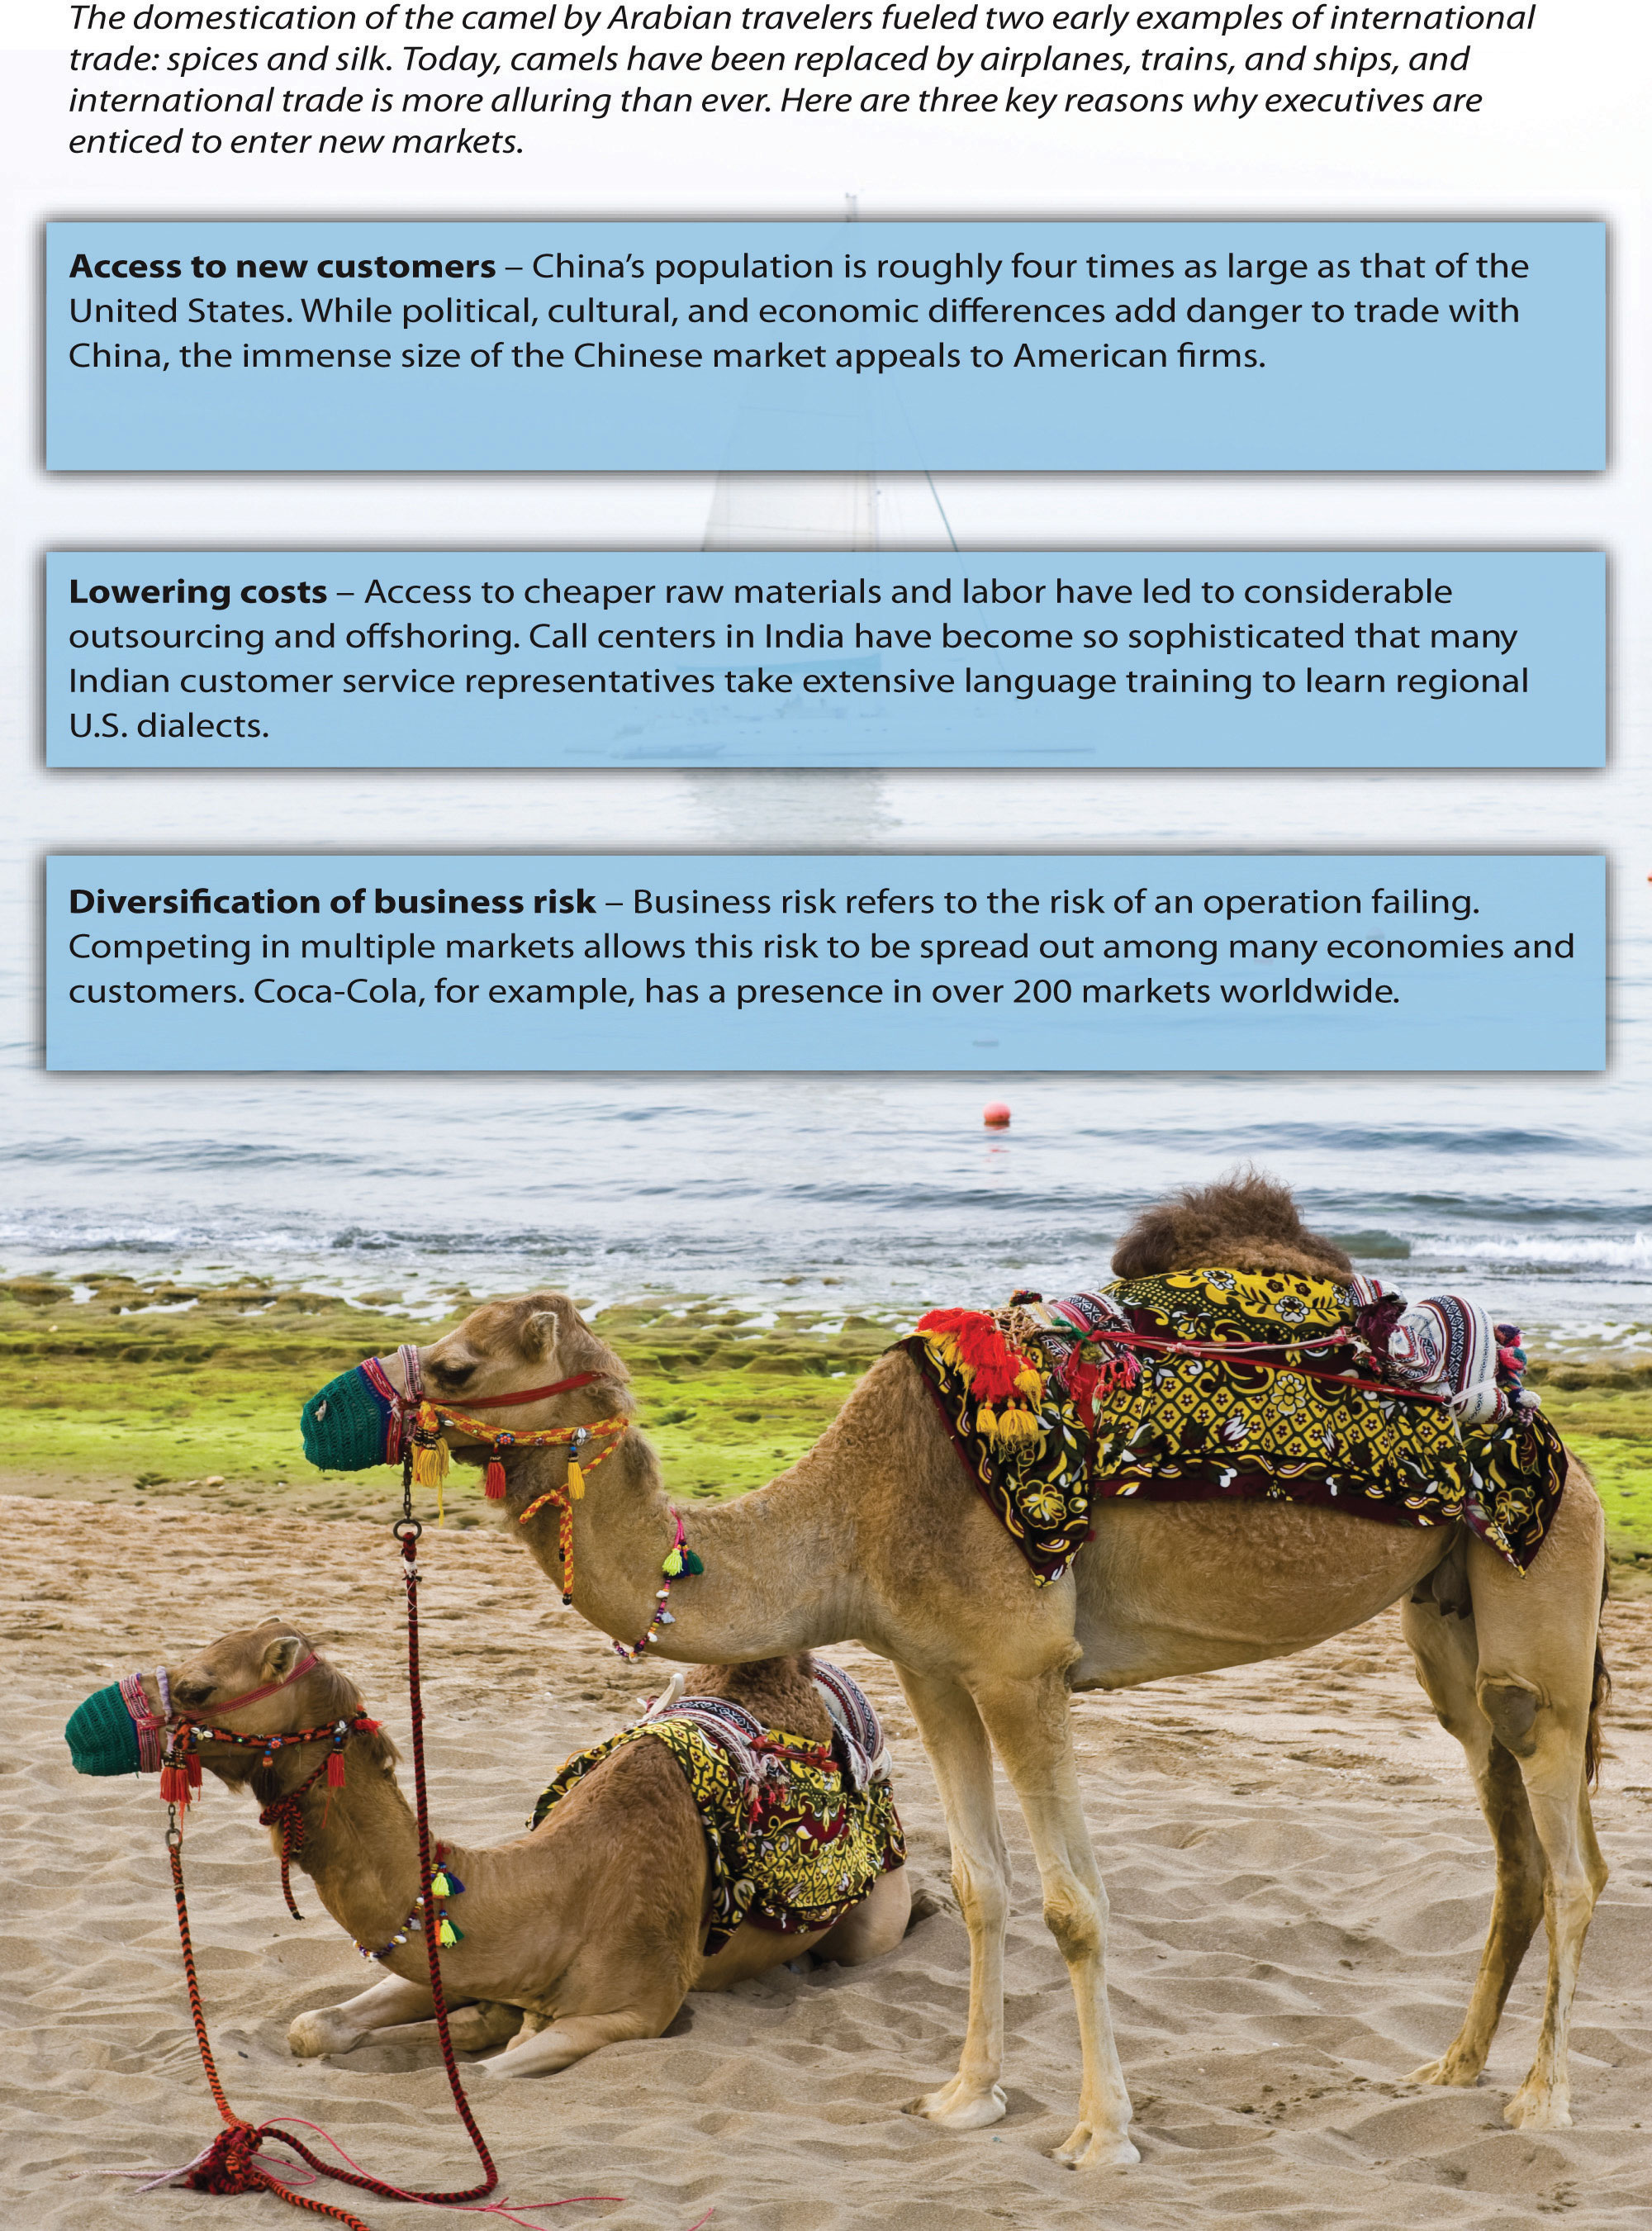 The domestication of the camel by Arabian travelers fueled two early examples of international
trade: spices and silk. Today, camels have been replaced by airplanes, trains, and ships, and
international trade is more alluring than ever. Here are three key reasons why executives are
enticed to enter new markets.
Access to new customers – China’s population is roughly four times as large as that of the
United States. While political, cultural, and economic differences add danger to trade with
China, the immense size of the Chinese market appeals to American firms.
Lowering costs – Access to cheaper raw materials and labor have led to considerable
outsourcing and offshoring. Call centers in India have become so sophisticated that many
Indian customer service representatives take extensive language training to learn regional
U.S. dialects.
Diversification of business risk – Business risk refers to the risk of an operation failing.
Competing in multiple markets allows this risk to be spread out among many economies and
customers. Coca-Cola, for example, has a presence in over 200 markets worldwide.